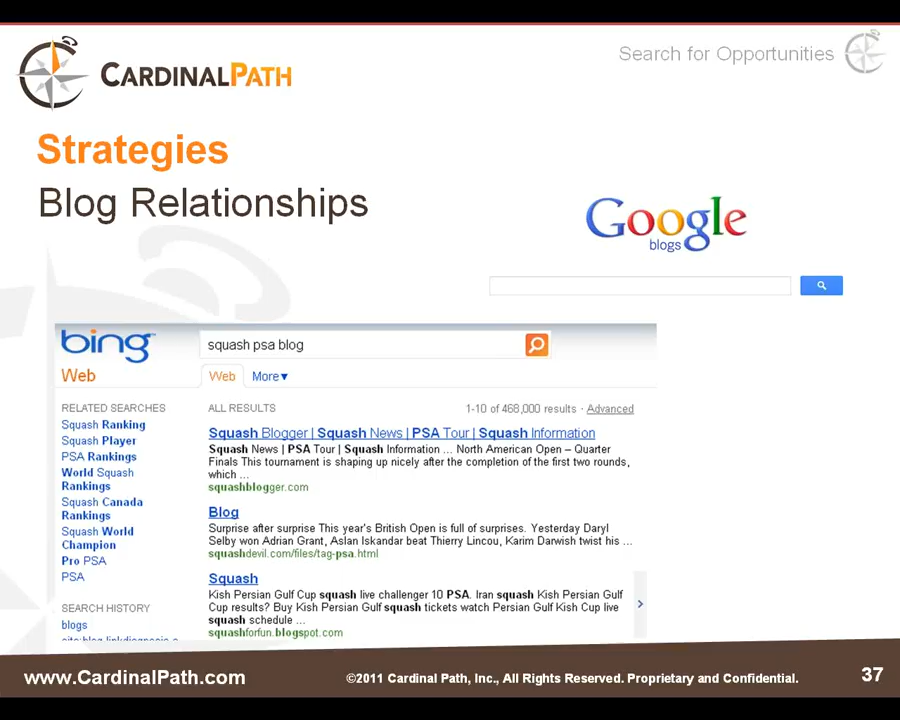 Search for Opportunities
CARDINALPATH
Strategies
Blog Relationships
Google
blogs
bing™
squash psa blog
Web
Web More▼
RELATED SEARCHES
Squash Ranking
Squash Player
PSA Rankings
World Squash
Rankings
Squash Canada
Rankings
Squash World
Champion
Pro PSA
PSA
SEARCH HISTORY
blogs
ALL RESULTS
1-10 of 468,000 results · Advanced
Squash Blogger | Squash News | PSA Tour | Squash Information
Squash News | PSA Tour | Squash Information ... North American Open – Quarter
Finals This tournament is shaping up nicely after the completion of the first two rounds,
which ...
squashblogger.com
Blog
Surprise after surprise This year's British Open is full of surprises. Yesterday Daryl
Selby won Adrian Grant, Aslan Iskandar beat Thierry Lincou, Karim Darwish twist his ...
squashdevil.com/files/tag-psa.html
Squash
Kish Persian Gulf Cup squash live challenger 10 PSA. Iran squash Kish Persian Gulf
Cup results? Buy Kish Persian Gulf squash tickets watch Persian Gulf Kish Cup live
squash schedule ...
squashforfun.blogspot.com
www.CardinalPath.com
©2011 Cardinal Path, Inc., All Rights Reserved. Proprietary and Confidential.
37